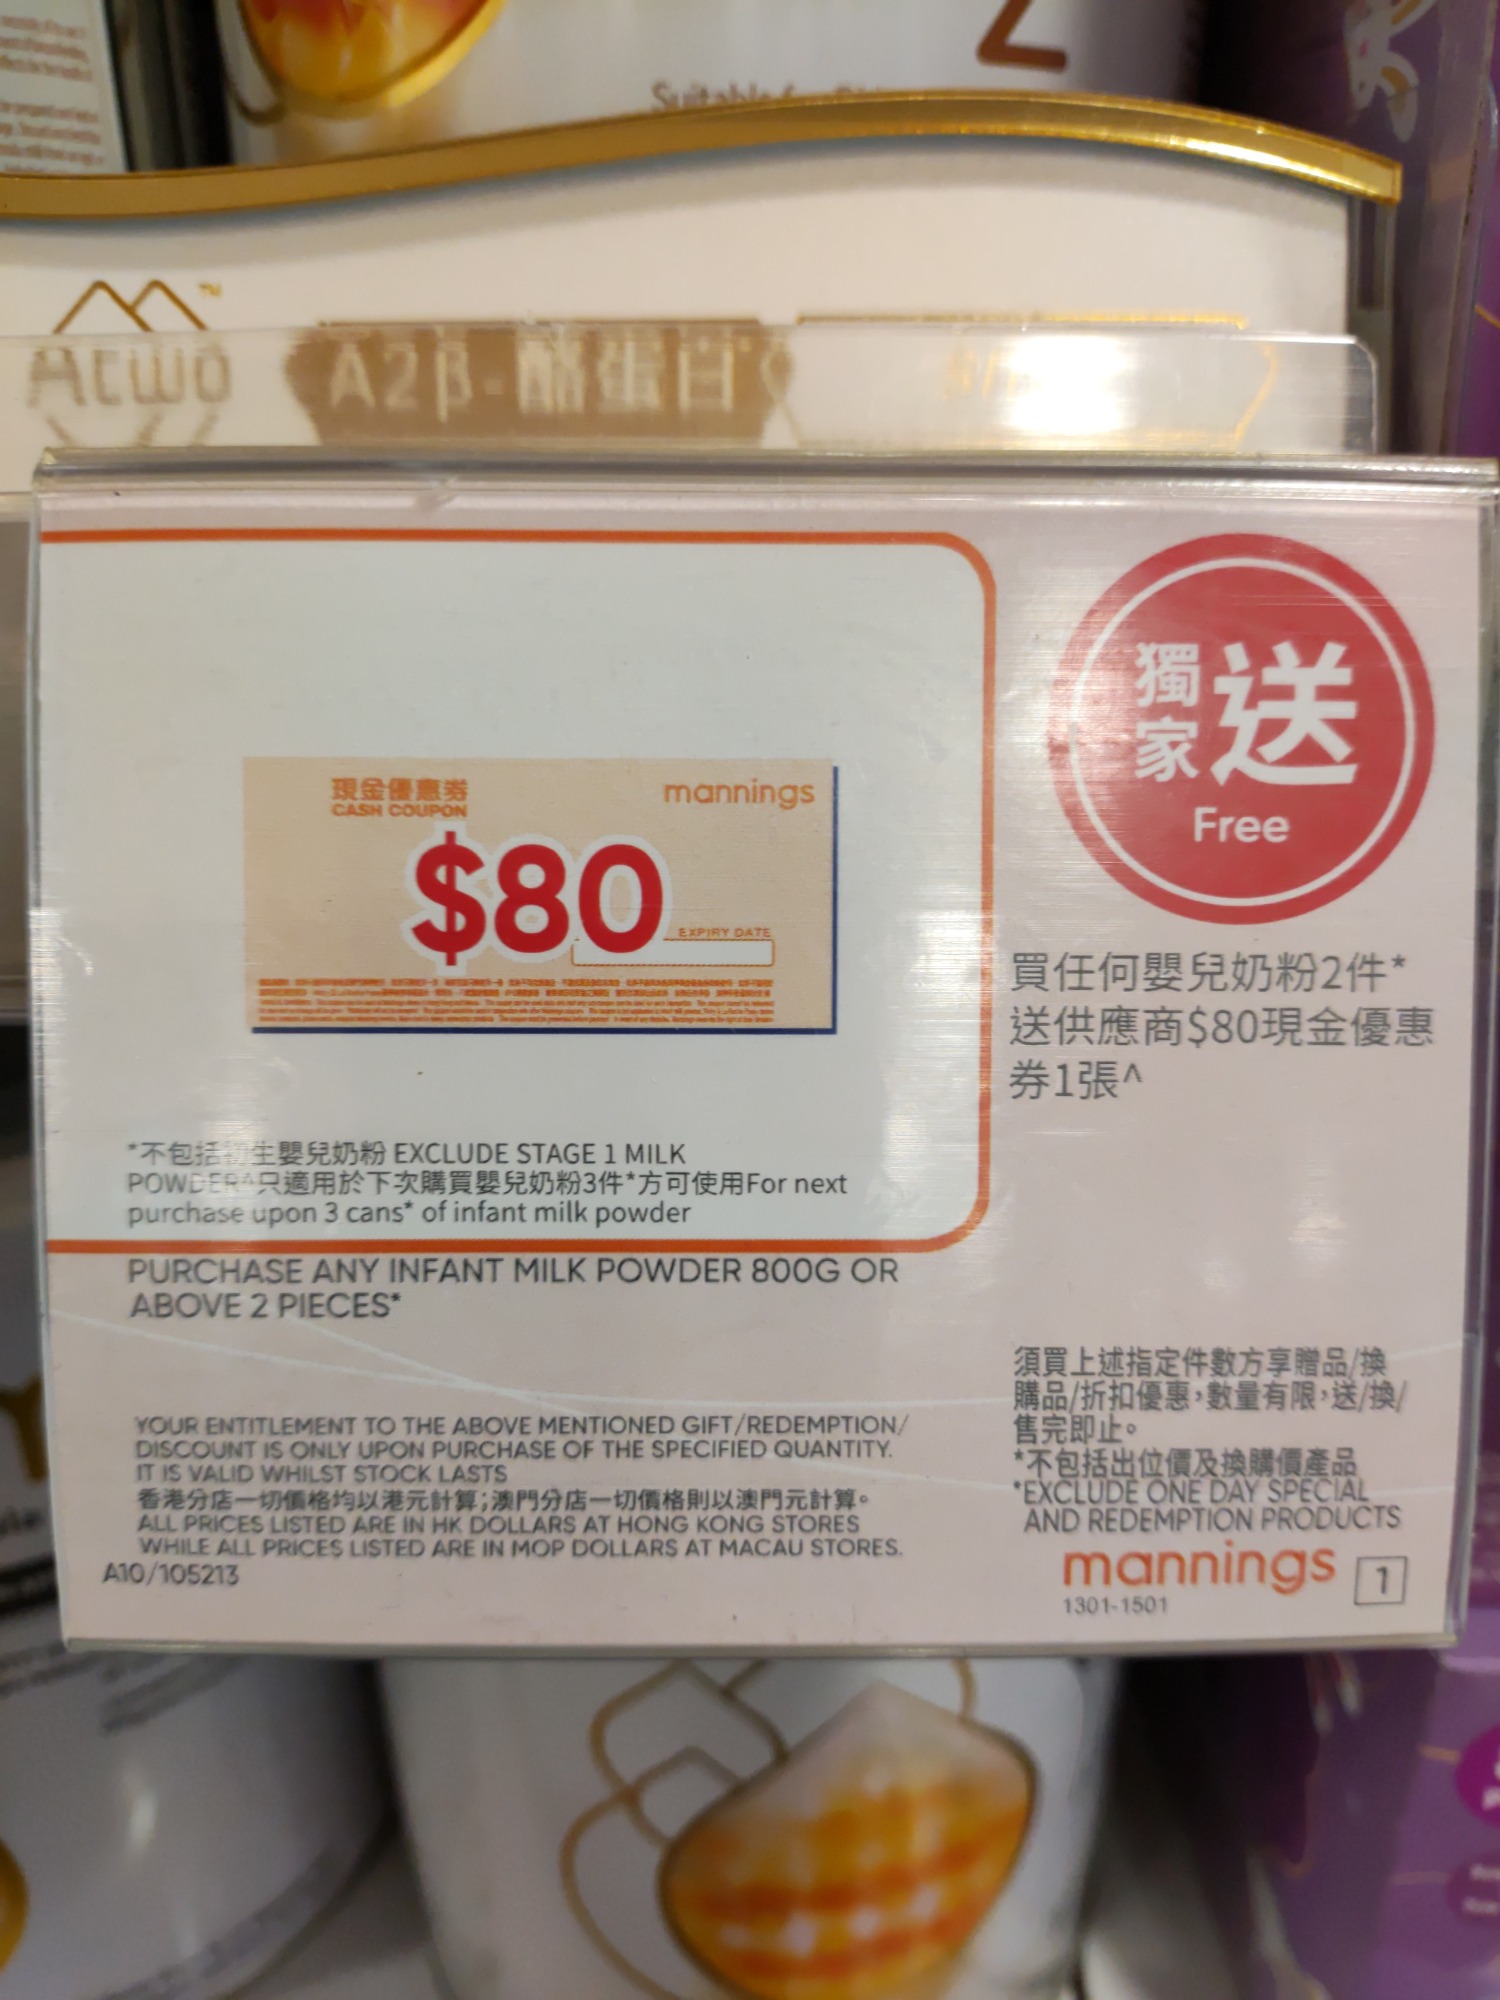 2
Suitable
Atwo
TM
A2β-酪蛋白
現金優惠券
CASH COUPON
mannings
$80
EXPIRY DATE
獨家送
Free
買任何嬰兒奶粉2件*
送供應商$80現金優惠
券1張^
*不包括初生嬰兒奶粉 EXCLUDE STAGE 1 MILK
POWDER^只適用於下次購買嬰兒奶粉3件*方可使用For next
purchase upon 3 cans* of infant milk powder
PURCHASE ANY INFANT MILK POWDER 800G OR
ABOVE 2 PIECES*
YOUR ENTITLEMENT TO THE ABOVE MENTIONED GIFT/REDEMPTION/
DISCOUNT IS ONLY UPON PURCHASE OF THE SPECIFIED QUANTITY.
IT IS VALID WHILST STOCK LASTS
香港分店一切價格均以港元計算;澳門分店一切價格則以澳門元計算。
ALL PRICES LISTED ARE IN HK DOLLARS AT HONG KONG STORES
WHILE ALL PRICES LISTED ARE IN MOP DOLLARS AT MACAU STORES.
A10/105213
須買上述指定件數方享贈品/換
購品/折扣優惠,數量有限,送/換/
售完即止。
*不包括出位價及換購價產品
*EXCLUDE ONE DAY SPECIAL
AND REDEMPTION PRODUCTS
mannings 1
1301-1501